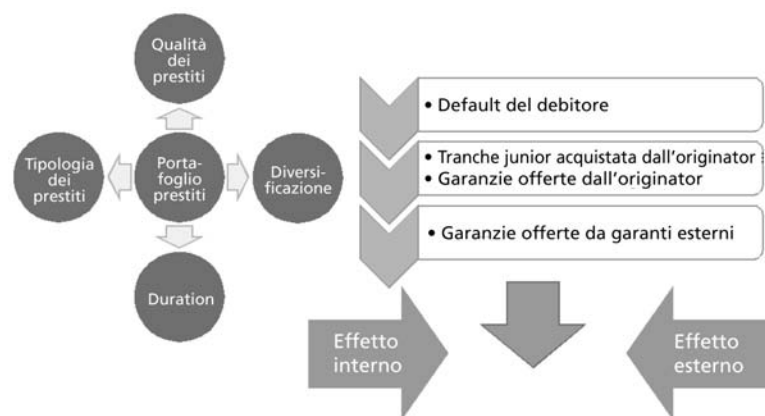 Qualità
dei
prestiti
Tipologia
dei
prestiti
Porta-
foglio
prestiti
Diversi-
ficazione
Duration
• Default del debitore
• Tranche junior acquistata dall'originator
• Garanzie offerte dall'originator
• Garanzie offerte da garanti esterni
Effetto
interno
Effetto
esterno